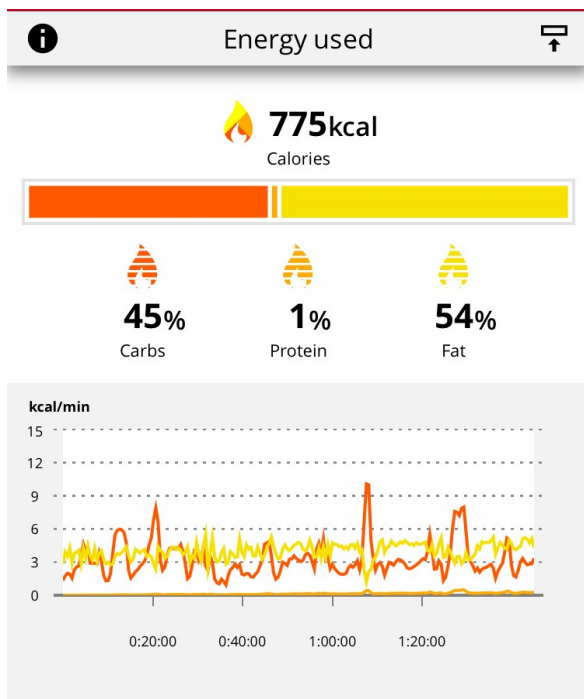 Energy used
775kcal
Calories
45% 1% 54%
Carbs Protein Fat
kcal/min
15
12
9
6
3
0
0:20:00 0:40:00 1:00:00 1:20:00